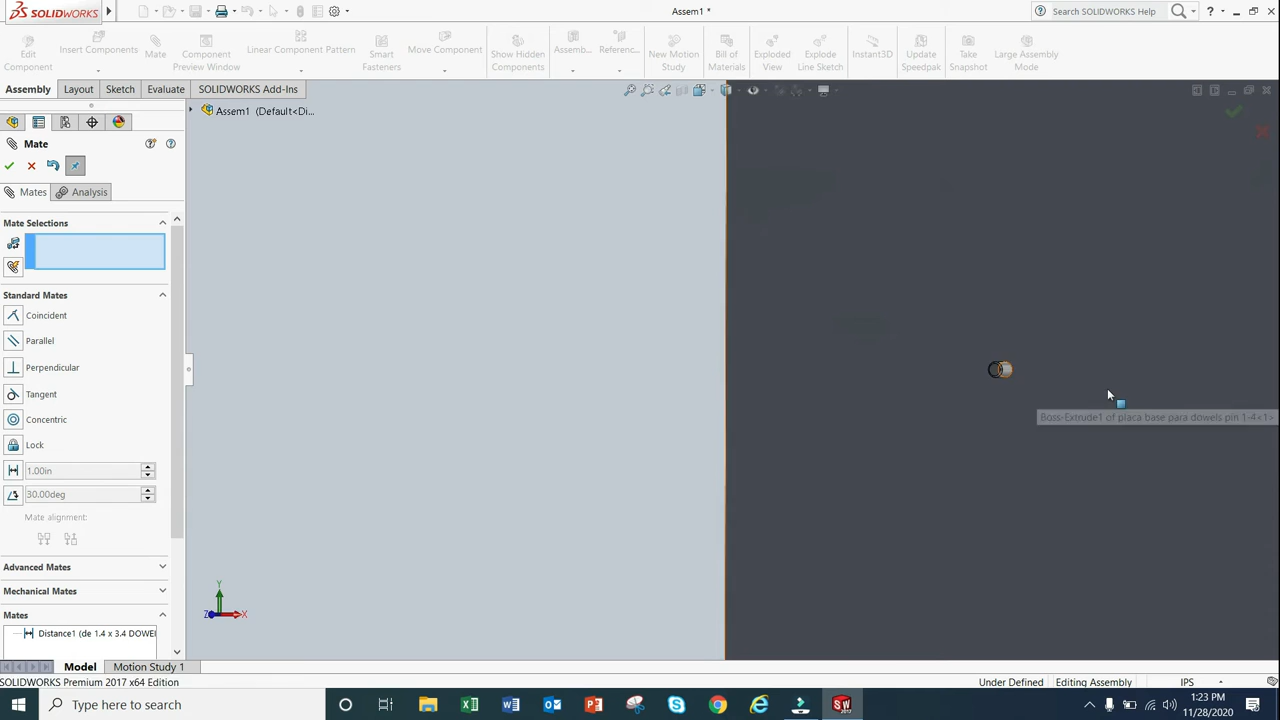 SOLIDWORKS
Assem1 *
Search SOLIDWORKS Help
Edit
Component
Insert Components
Mate
Component
Preview Window
Linear Component Pattern
Smart
Fasteners
Move Component
Show Hidden
Components
Assemb...
Referenc...
New Motion
Study
Bill of
Materials
Exploded
View
Explode
Line Sketch
Instant3D
Update
Speedpak
Take
Snapshot
Large Assembly
Mode
Assembly
Layout
Sketch
Evaluate
SOLIDWORKS Add-Ins
Assem1 (Default<Di...
Mate
Mates
Analysis
Mate Selections
Standard Mates
Coincident
Parallel
Perpendicular
Tangent
Concentric
Lock
1.00in
30.00deg
Mate alignment:
Advanced Mates
Mechanical Mates
Mates
Distance1 (de 1.4 x 3.4 DOWEI
Boss-Extrude1 of placa base para dowels pin 1-4<1>
Y
Z
X
Model
Motion Study 1
SOLIDWORKS Premium 2017 x64 Edition
Under Defined
Editing Assembly
IPS
Type here to search
1:23 PM
11/28/2020